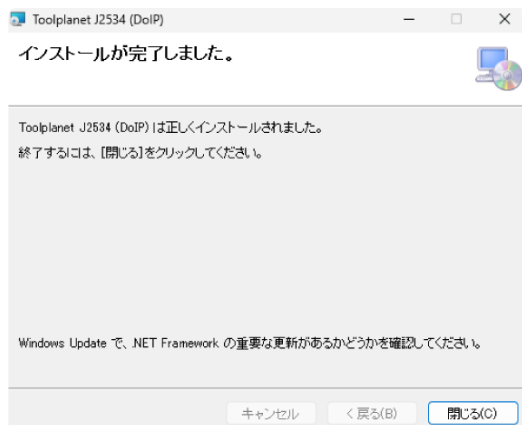 Toolplanet J2534 (DoIP)
インストールが完了しました。
Toolplanet J2534 (DoIP) は正しくインストールされました。
終了するには、[閉じる]をクリックしてください。
Windows Update で、.NET Framework の重要な更新があるかどうかを確認してください。
キャンセル
< 戻る(B)
閉じる(C)